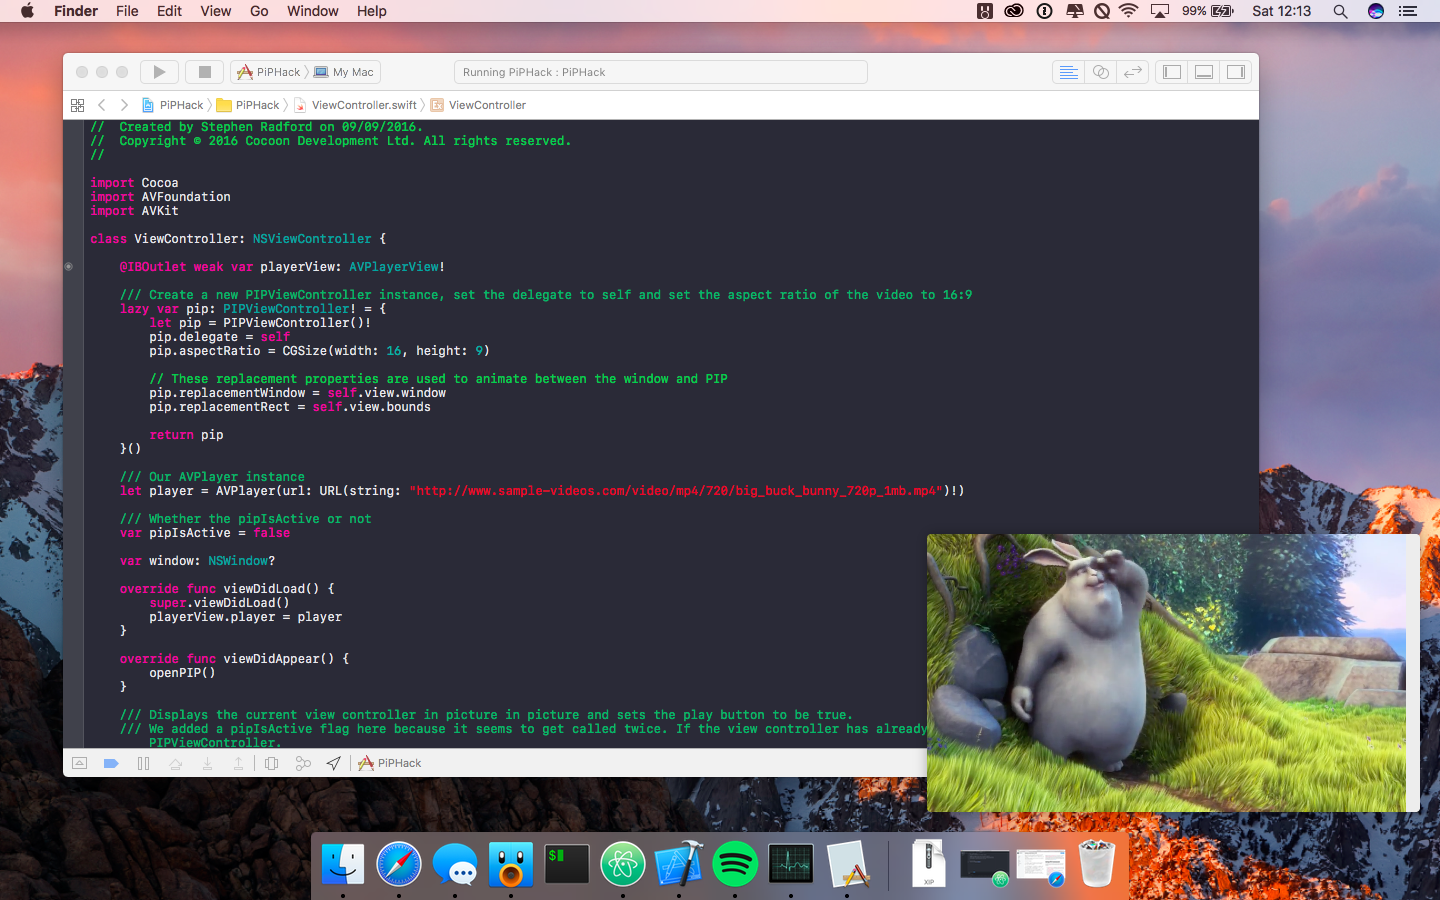 Finder File Edit View Go Window Help 99% Sat 12:13
PiPHack My Mac Running PiPHack : PiPHack
PiPHack PiPHack ViewController.swift ViewController
//  Created by Stephen Radford on 09/09/2016.
//  Copyright © 2016 Cocoon Development Ltd. All rights reserved.
//
import Cocoa
import AVFoundation
import AVKit
class ViewController: NSViewController {
@IBOutlet weak var playerView: AVPlayerView!
/// Create a new PIPViewController instance, set the delegate to self and set the aspect ratio of the video to 16:9
lazy var pip: PIPViewController! = {
let pip = PIPViewController()!
pip.delegate = self
pip.aspectRatio = CGSize(width: 16, height: 9)
// These replacement properties are used to animate between the window and PIP
pip.replacementWindow = self.view.window
pip.replacementRect = self.view.bounds
return pip
}()
/// Our AVPlayer instance
let player = AVPlayer(url: URL(string: "http://www.sample-videos.com/video/mp4/720/big_buck_bunny_720p_1mb.mp4")!)
/// Whether the pipIsActive or not
var pipIsActive = false
var window: NSWindow?
override func viewDidLoad() {
super.viewDidLoad()
playerView.player = player
}
override func viewDidAppear() {
openPIP()
}
/// Displays the current view controller in picture in picture and sets the play button to be true.
/// We added a pipIsActive flag here because it seems to get called twice. If the view controller has already
PIPViewController.
PiPHack
$
XIP